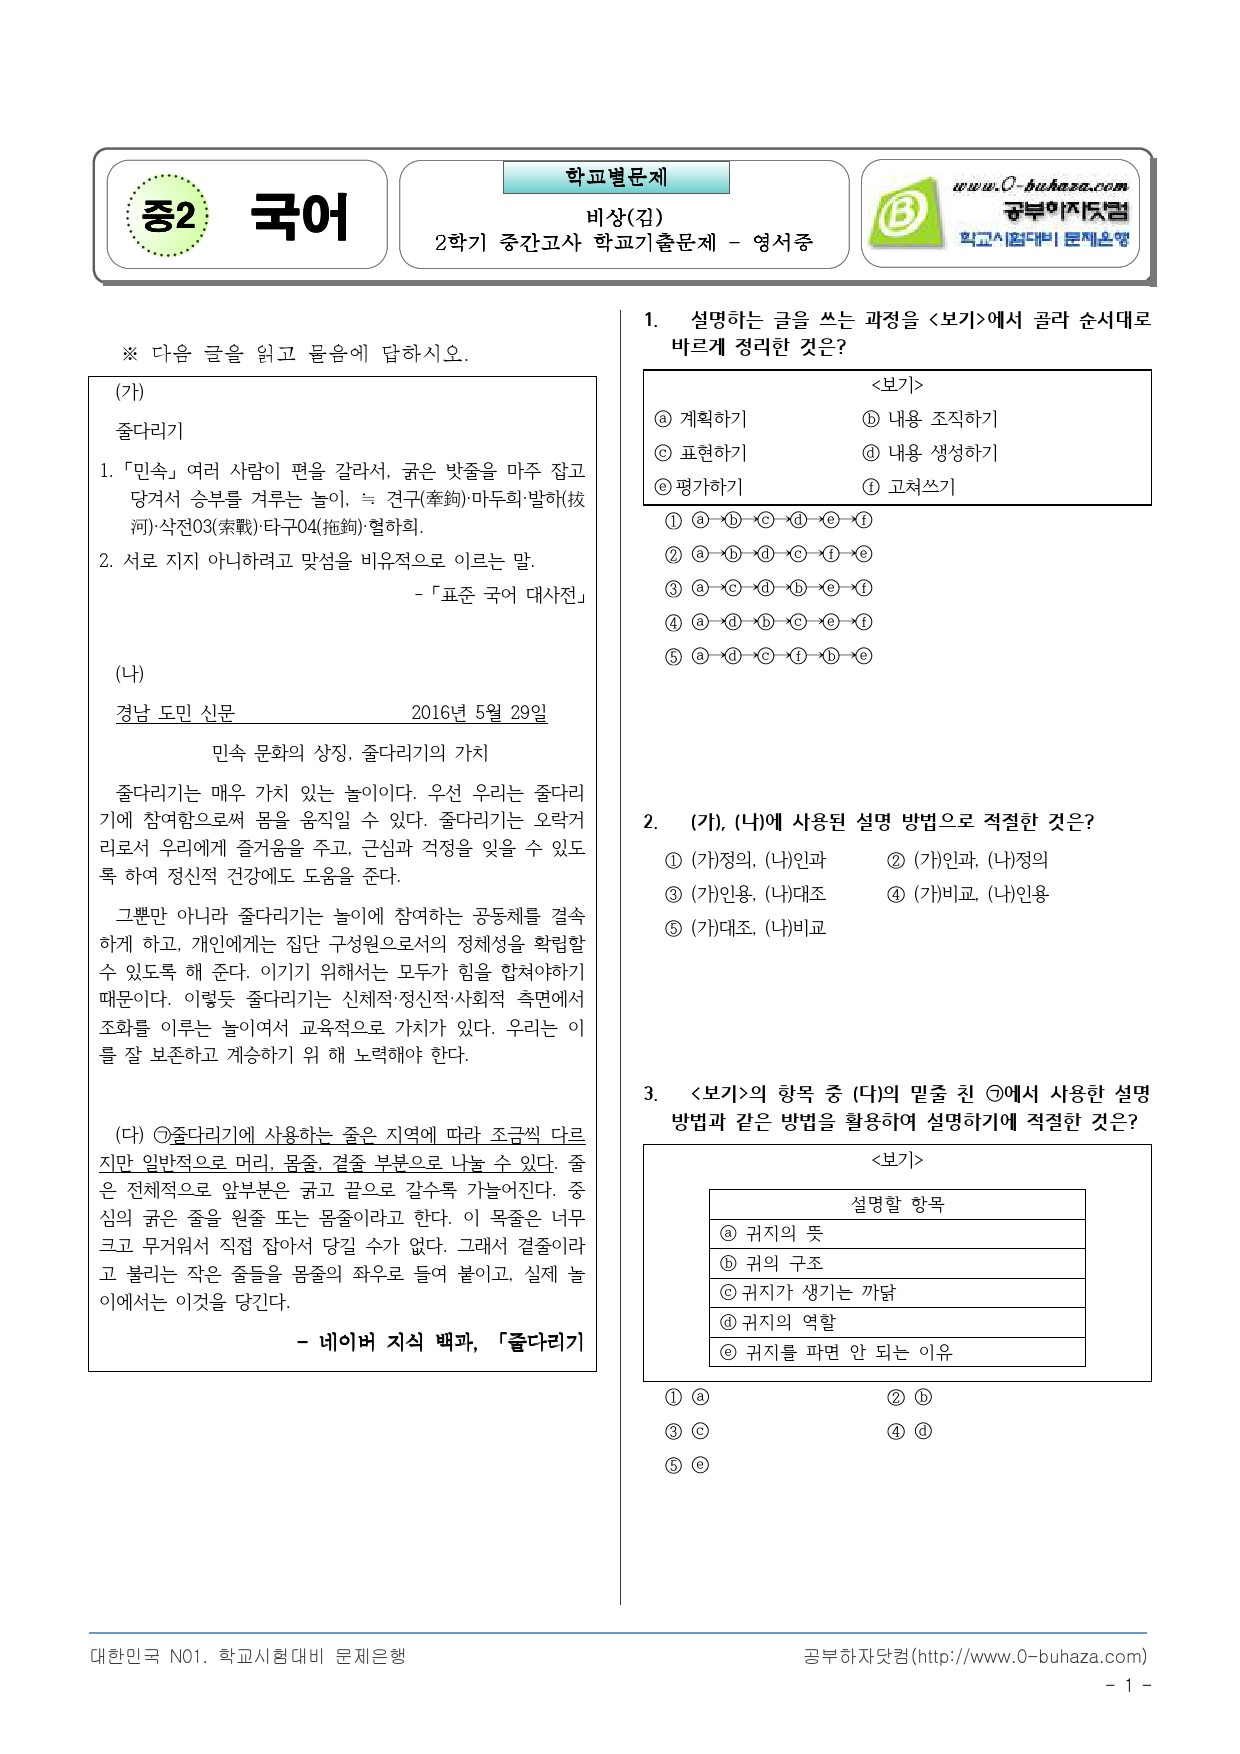 중2 국어
학교별문제
비상(김)
2학기 중간고사 학교기출문제 - 영서중
www.0-buhaza.com
공부하자닷컴
학교시험대비 문제은행
※ 다음 글을 읽고 물음에 답하시오.
(가)
줄다리기
1.「민속」여러 사람이 편을 갈라서, 굵은 밧줄을 마주 잡고
당겨서 승부를 겨루는 놀이, ≒ 견구(牽鉤)·마두희·발하(拔
河)·삭전03(索戰)·타구04(拖鉤)·혈하희.
2. 서로 지지 아니하려고 맞섬을 비유적으로 이르는 말.
-「표준 국어 대사전」
(나)
경남 도민 신문 2016년 5월 29일
민속 문화의 상징, 줄다리기의 가치
줄다리기는 매우 가치 있는 놀이이다. 우선 우리는 줄다리
기에 참여함으로써 몸을 움직일 수 있다. 줄다리기는 오락거
리로서 우리에게 즐거움을 주고, 근심과 걱정을 잊을 수 있도
록 하여 정신적 건강에도 도움을 준다.
그뿐만 아니라 줄다리기는 놀이에 참여하는 공동체를 결속
하게 하고, 개인에게는 집단 구성원으로서의 정체성을 확립할
수 있도록 해 준다. 이기기 위해서는 모두가 힘을 합쳐야하기
때문이다. 이렇듯 줄다리기는 신체적·정신적·사회적 측면에서
조화를 이루는 놀이여서 교육적으로 가치가 있다. 우리는 이
를 잘 보존하고 계승하기 위 해 노력해야 한다.
(다) ㉠줄다리기에 사용하는 줄은 지역에 따라 조금씩 다르
지만 일반적으로 머리, 몸줄, 곁줄 부분으로 나눌 수 있다. 줄
은 전체적으로 앞부분은 굵고 끝으로 갈수록 가늘어진다. 중
심의 굵은 줄을 원줄 또는 몸줄이라고 한다. 이 목줄은 너무
크고 무거워서 직접 잡아서 당길 수가 없다. 그래서 곁줄이라
고 불리는 작은 줄들을 몸줄의 좌우로 들여 붙이고, 실제 놀
이에서는 이것을 당긴다.
- 네이버 지식 백과, 「줄다리기
1. 설명하는 글을 쓰는 과정을 <보기>에서 골라 순서대로
바르게 정리한 것은?
<보기>
ⓐ 계획하기 ⓑ 내용 조직하기
ⓒ 표현하기 ⓓ 내용 생성하기
ⓔ평가하기 ⓕ 고쳐쓰기
① ⓐ→ⓑ→ⓒ→ⓓ→ⓔ→ⓕ
② ⓐ→ⓑ→ⓓ→ⓒ→ⓕ→ⓔ
③ ⓐ→ⓒ→ⓓ→ⓑ→ⓔ→ⓕ
④ ⓐ→ⓓ→ⓑ→ⓒ→ⓔ→ⓕ
⑤ ⓐ→ⓓ→ⓒ→ⓕ→ⓑ→ⓔ
2. (가), (나)에 사용된 설명 방법으로 적절한 것은?
① (가)정의, (나)인과 ② (가)인과, (나)정의
③ (가)인용, (나)대조 ④ (가)비교, (나)인용
⑤ (가)대조, (나)비교
3. <보기>의 항목 중 (다)의 밑줄 친 ㉠에서 사용한 설명
방법과 같은 방법을 활용하여 설명하기에 적절한 것은?
<보기>
설명할 항목
ⓐ 귀지의 뜻
ⓑ 귀의 구조
ⓒ귀지가 생기는 까닭
ⓓ귀지의 역할
ⓔ 귀지를 파면 안 되는 이유
① ⓐ ② ⓑ
③ ⓒ ④ ⓓ
⑤ ⓔ
대한민국 N01. 학교시험대비 문제은행 공부하자닷컴(http://www.0-buhaza.com)
- 1 -